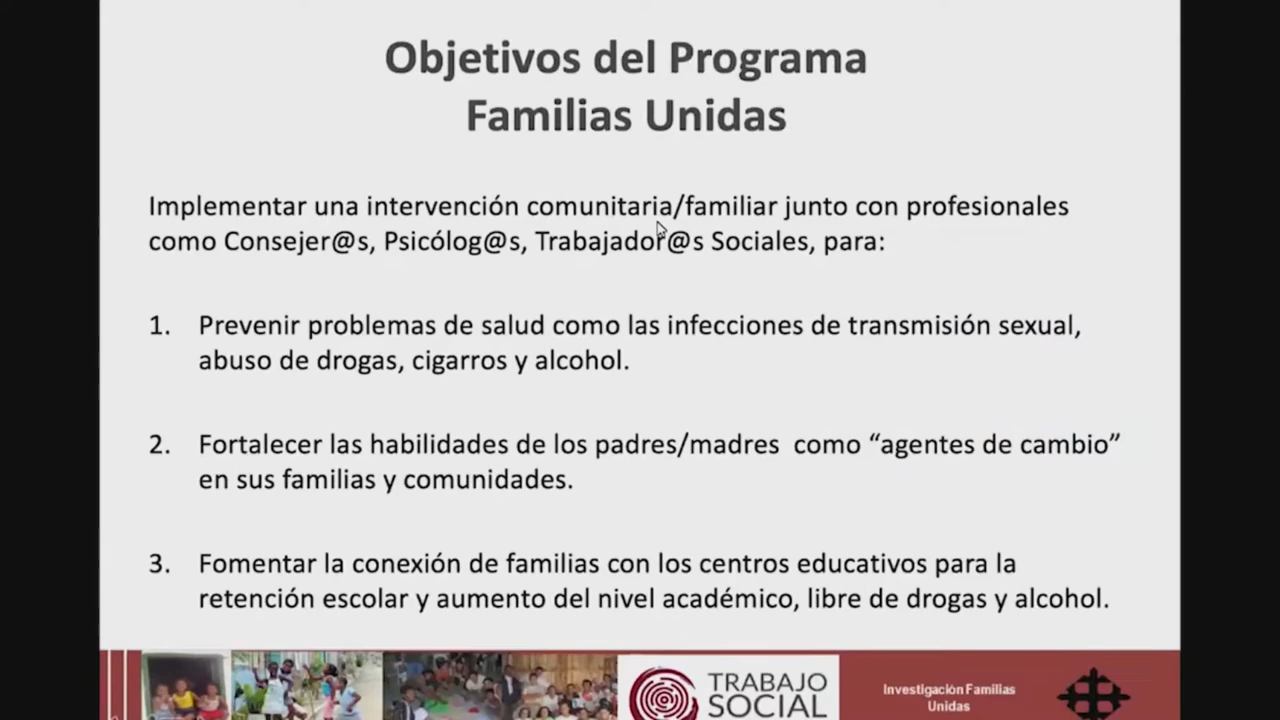 Objetivos del Programa
Familias Unidas
Implementar una intervención comunitaria/familiar junto con profesionales
como Consejer@s, Psicólog@s, Trabajador@s Sociales, para:
1. Prevenir problemas de salud como las infecciones de transmisión sexual,
abuso de drogas, cigarros y alcohol.
2. Fortalecer las habilidades de los padres/madres como “agentes de cambio”
en sus familias y comunidades.
3. Fomentar la conexión de familias con los centros educativos para la
retención escolar y aumento del nivel académico, libre de drogas y alcohol.
TRABAJO
SOCIAL
Investigación Familias
Unidas